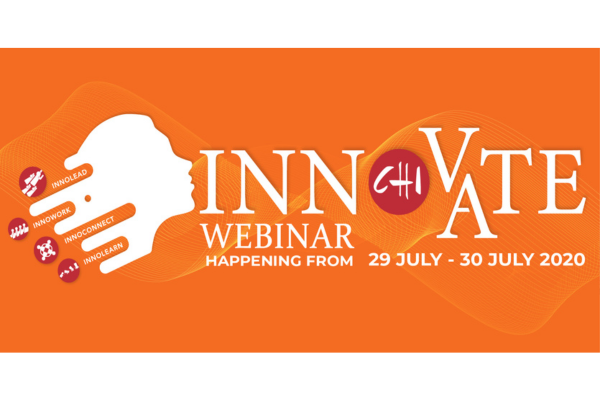 INNOVATE
CHI
WEBINAR
HAPPENING FROM 29 JULY - 30 JULY 2020
INNOLEAD
INNOWORK
INNOCONNECT
INNOLEARN